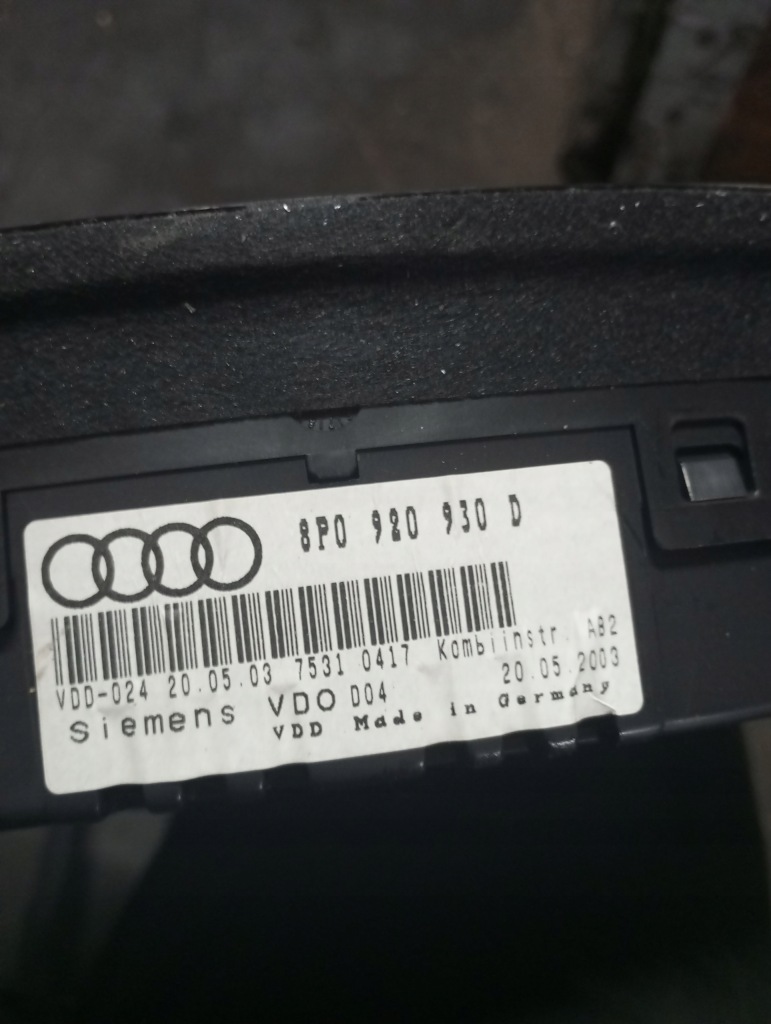 8P0 920 930 D
VDD-024 20.05.03 7531 0417 Kombiinstr. AB2
Siemens VDO D04 20.05.2003
VDD Made in Germany